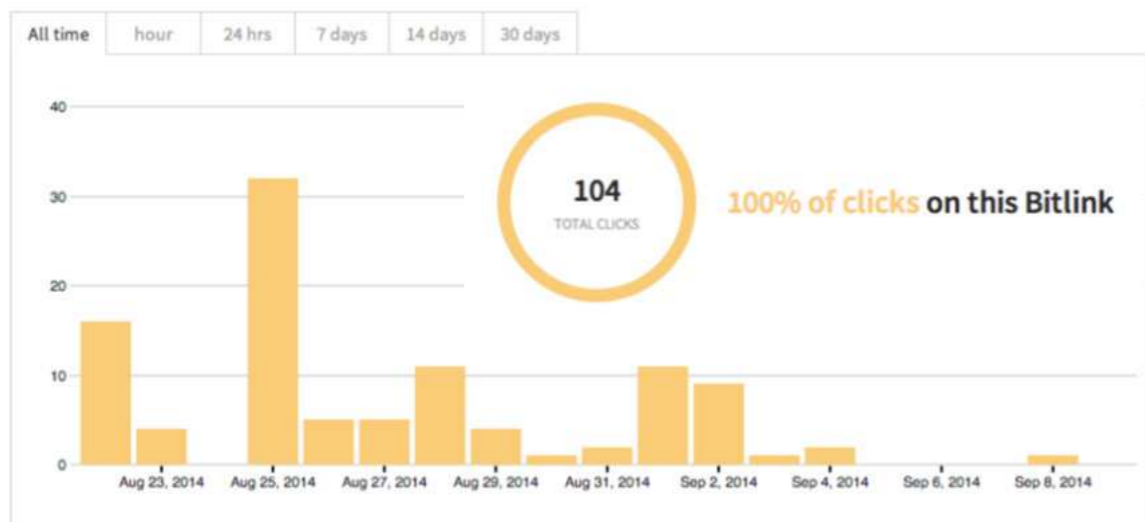 All time hour 24 hrs 7 days 14 days 30 days
40
30
20
10
0
104
TOTAL CLICKS
100% of clicks on this Bitlink
Aug 23, 2014 Aug 25, 2014 Aug 27, 2014 Aug 29, 2014 Aug 31, 2014 Sep 2, 2014 Sep 4, 2014 Sep 6, 2014 Sep 8, 2014